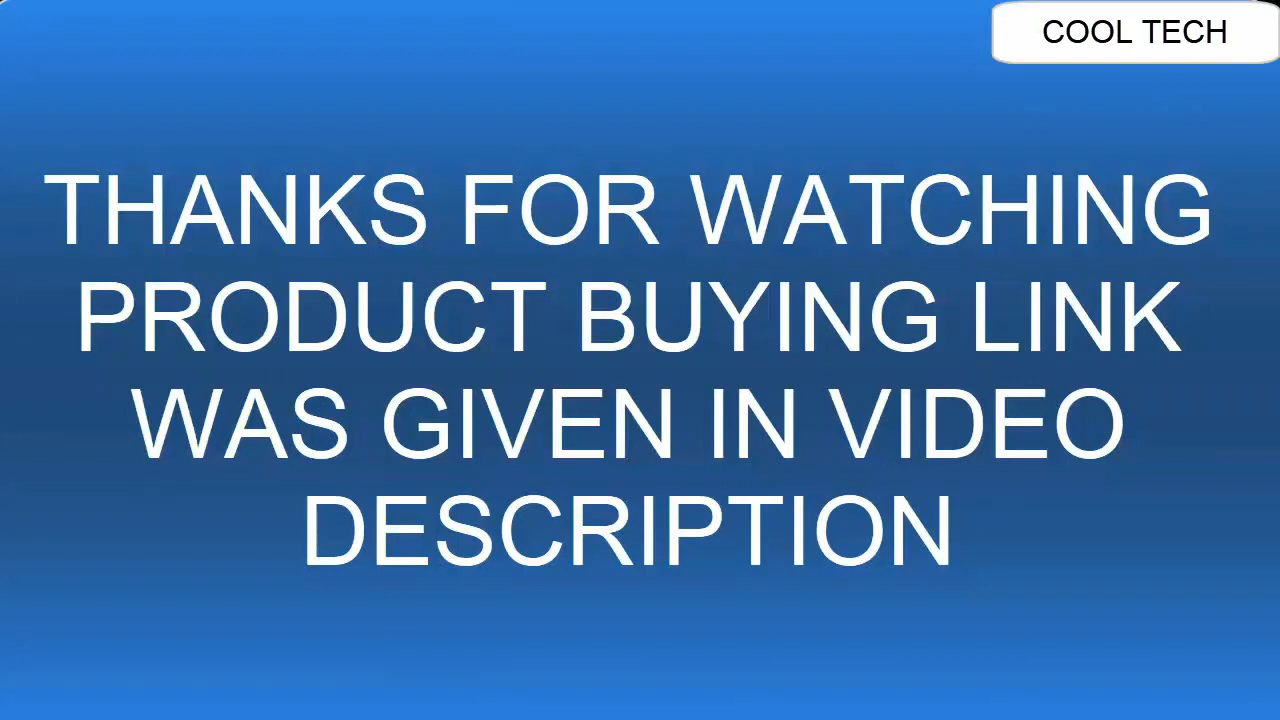 COOL TECH
THANKS FOR WATCHING
PRODUCT BUYING LINK
WAS GIVEN IN VIDEO
DESCRIPTION